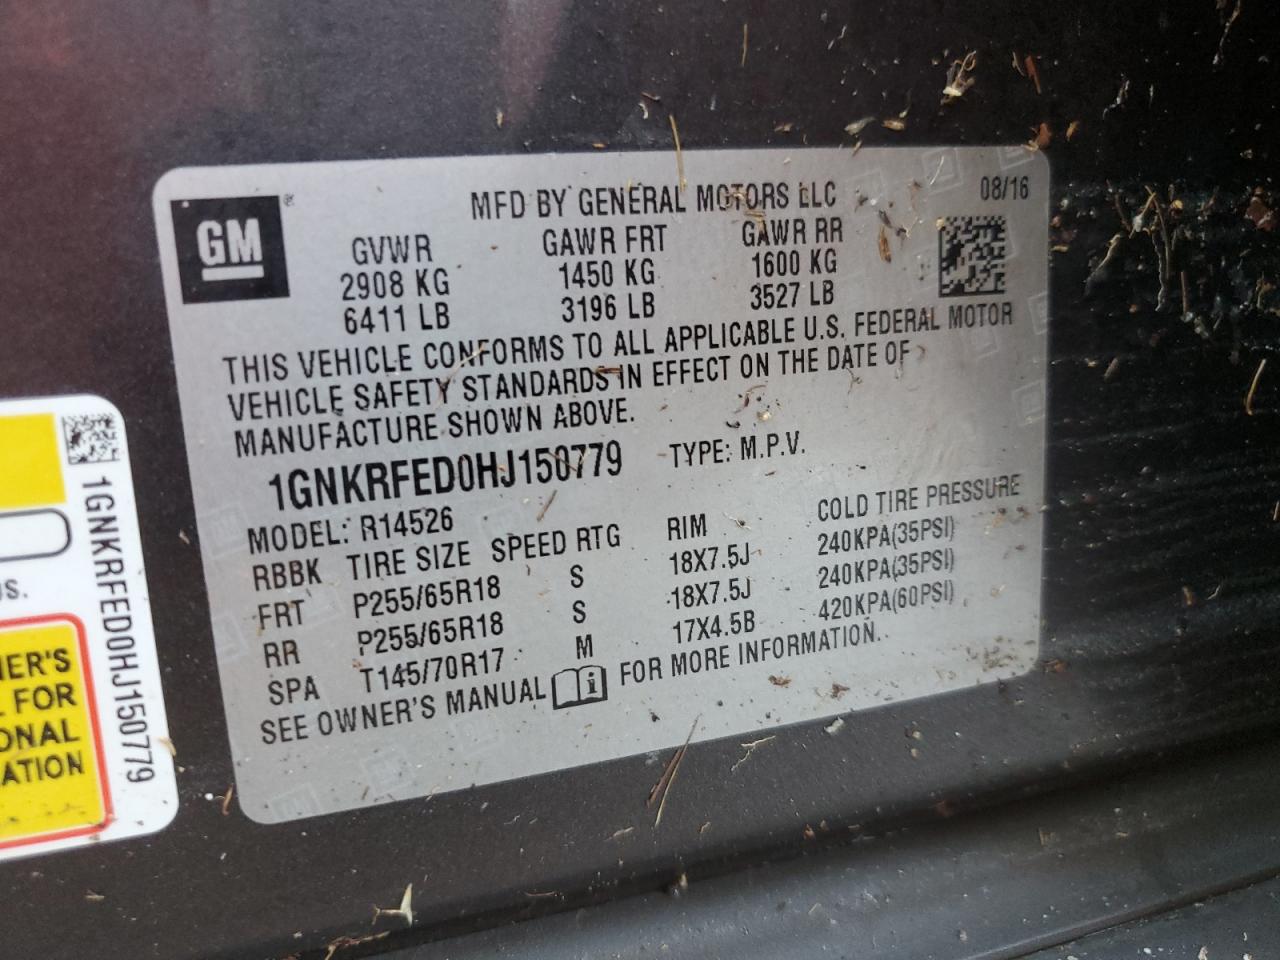 GM®
MFD BY GENERAL MOTORS LLC
08/16
GVWR GAWR FRT GAWR RR
2908 KG 1450 KG 1600 KG
6411 LB 3196 LB 3527 LB
THIS VEHICLE CONFORMS TO ALL APPLICABLE U.S. FEDERAL MOTOR
VEHICLE SAFETY STANDARDS IN EFFECT ON THE DATE OF
MANUFACTURE SHOWN ABOVE.
1GNKRFED0HJ150779 TYPE: M.P.V.
MODEL: R14526
RBBK TIRE SIZE SPEED RTG RIM COLD TIRE PRESSURE
FRT P255/65R18 S 18X7.5J 240KPA(35PSI)
RR P255/65R18 S 18X7.5J 240KPA(35PSI)
SPA T145/70R17 M 17X4.5B 420KPA(60PSI)
SEE OWNER'S MANUAL i FOR MORE INFORMATION.
1GNKRFED0HJ150779